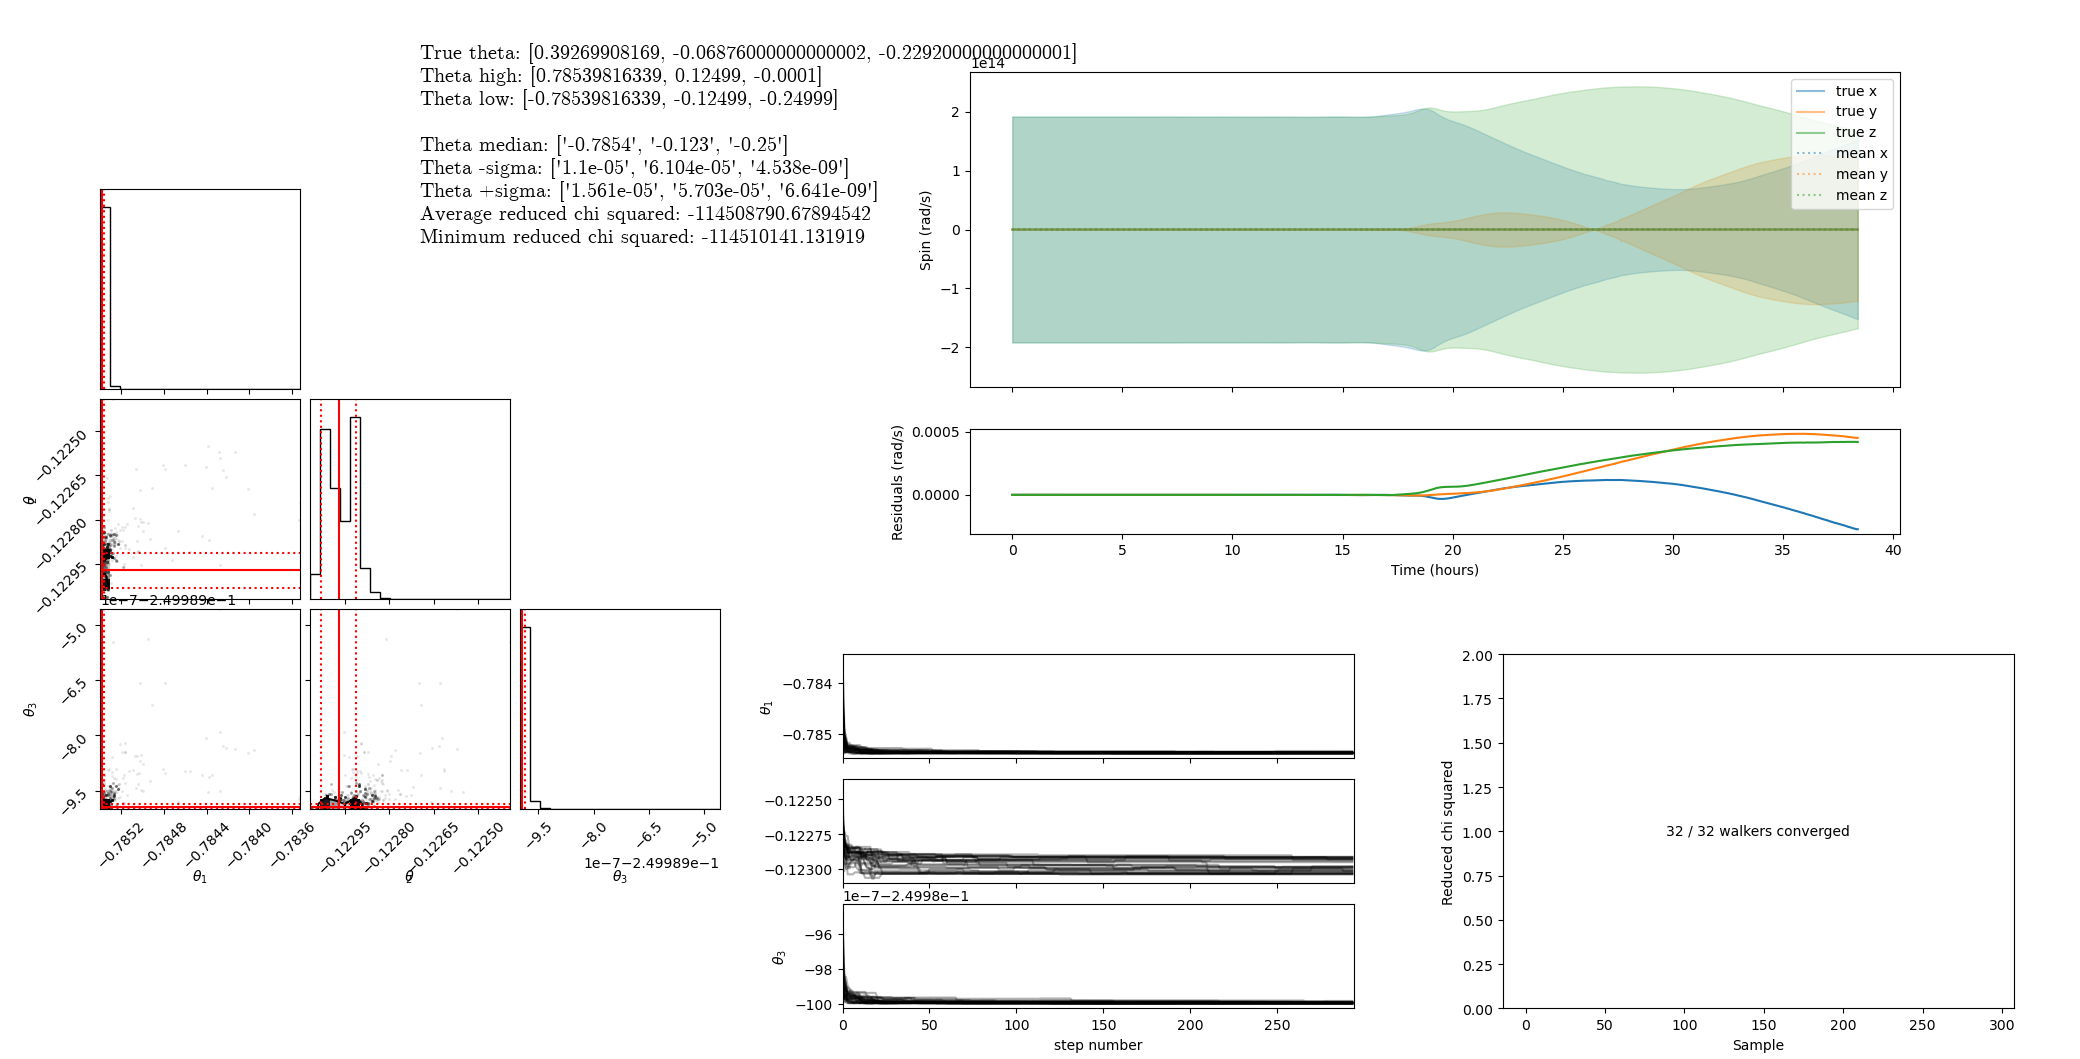 True theta: [0.39269908169, -0.06876000000000002, -0.22920000000000001]
Theta high: [0.78539816339, 0.12499, -0.0001]
Theta low: [-0.78539816339, -0.12499, -0.24999]
Theta median: ['-0.7854', '-0.123', '-0.25']
Theta -sigma: ['1.1e-05', '6.104e-05', '4.538e-09']
Theta +sigma: ['1.561e-05', '5.703e-05', '6.641e-09']
Average reduced chi squared: -114508790.67894542
Minimum reduced chi squared: -114510141.131919
1e14
2
1
0
−1
−2
Spin (rad/s)
true x
true y
true z
mean x
mean y
mean z
0.0005
0.0000
Residuals (rad/s)
0
5
10
15
20
25
30
35
40
Time (hours)
−0.12250
−0.12265
−0.12280
−0.12295
θ2
1e−7−2.49989e−1
−5.0
−6.5
−8.0
−9.5
θ3
−0.7852
−0.7848
−0.7844
−0.7840
−0.7836
θ1
−0.12295
−0.12280
−0.12265
−0.12250
θ2
−9.5
−8.0
−6.5
−5.0
1e−7−2.49989e−1
θ3
−0.784
−0.785
θ1
−0.12250
−0.12275
−0.12300
1e−7−2.4998e−1
−96
−98
−100
θ3
0
50
100
150
200
250
step number
2.00
1.75
1.50
1.25
1.00
0.75
0.50
0.25
0.00
Reduced chi squared
32 / 32 walkers converged
0
50
100
150
200
250
300
Sample